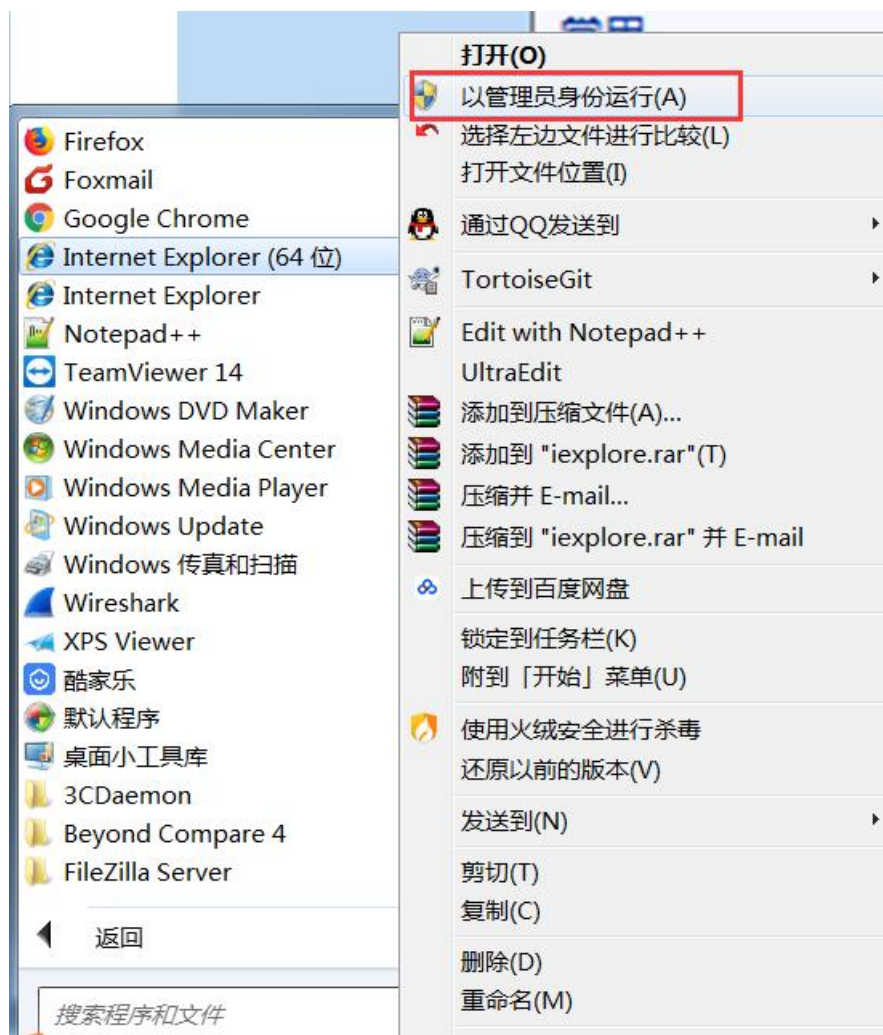 打开(O)
以管理员身份运行(A)
选择左边文件进行比较(L)
打开文件位置(I)
通过QQ发送到
TortoiseGit
Edit with Notepad++
UltraEdit
添加到压缩文件(A)...
添加到 "iexplore.rar"(T)
压缩并 E-mail...
压缩到 "iexplore.rar" 并 E-mail
上传到百度网盘
锁定到任务栏(K)
附到「开始」菜单(U)
使用火绒安全进行杀毒
还原以前的版本(V)
发送到(N)
剪切(T)
复制(C)
删除(D)
重命名(M)
Firefox
Foxmail
Google Chrome
Internet Explorer (64 位)
Internet Explorer
Notepad++
TeamViewer 14
Windows DVD Maker
Windows Media Center
Windows Media Player
Windows Update
Windows 传真和扫描
Wireshark
XPS Viewer
酷家乐
默认程序
桌面小工具库
3CDaemon
Beyond Compare 4
FileZilla Server
返回
搜索程序和文件